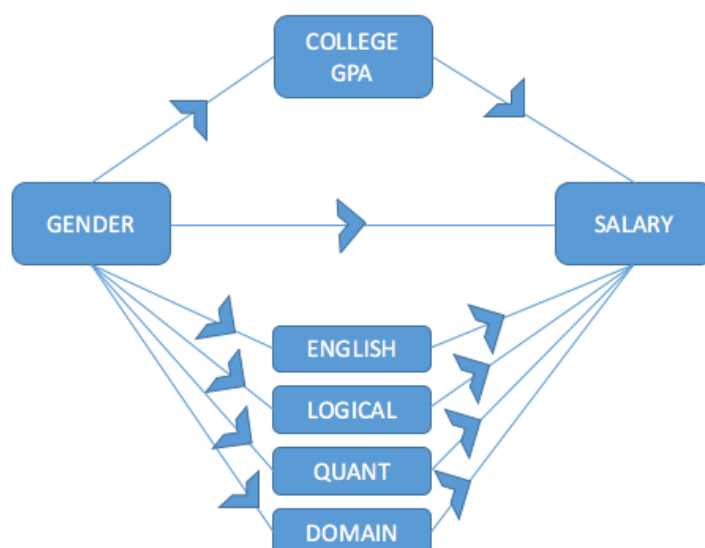 COLLEGE
GPA
GENDER
SALARY
ENGLISH
LOGICAL
QUANT
DOMAIN